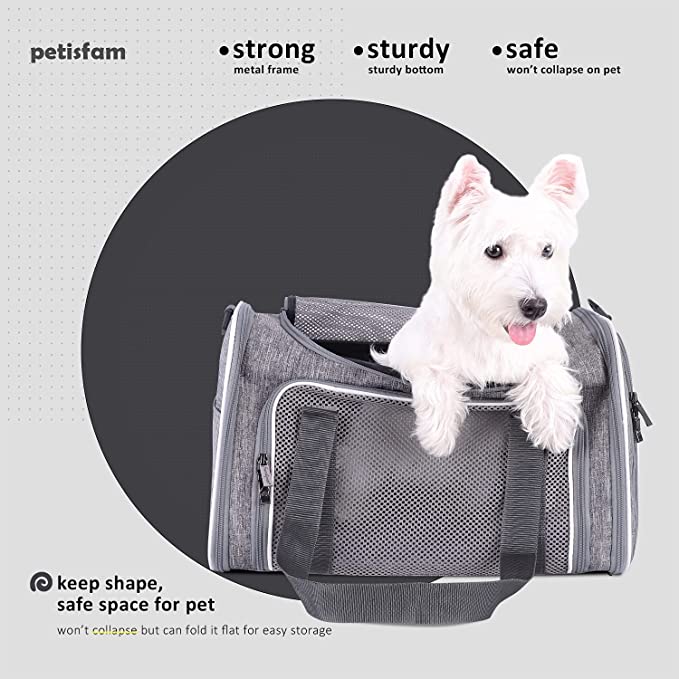 petisfam
•strong
metal frame
•sturdy
sturdy bottom
•safe
won't collapse on pet
keep shape,
safe space for pet
won't collapse but can fold it flat for easy storage